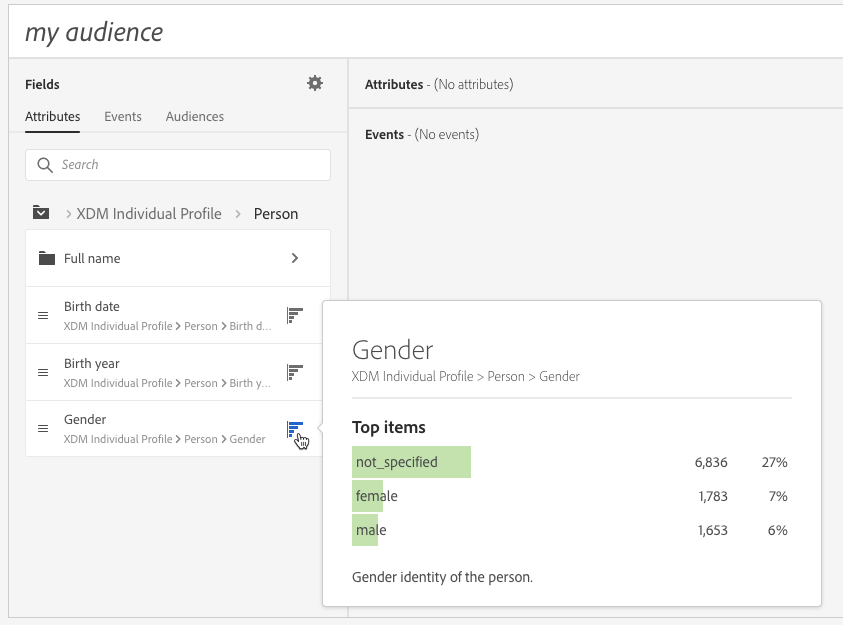 my audience
Fields
Attributes Events Audiences
Search
XDM Individual Profile > Person
Full name
Birth date
XDM Individual Profile > Person > Birth d...
Birth year
XDM Individual Profile > Person > Birth y...
Gender
XDM Individual Profile > Person > Gender
Attributes - (No attributes)
Events - (No events)
Gender
XDM Individual Profile > Person > Gender
Top items
not_specified 6,836 27%
female 1,783 7%
male 1,653 6%
Gender identity of the person.